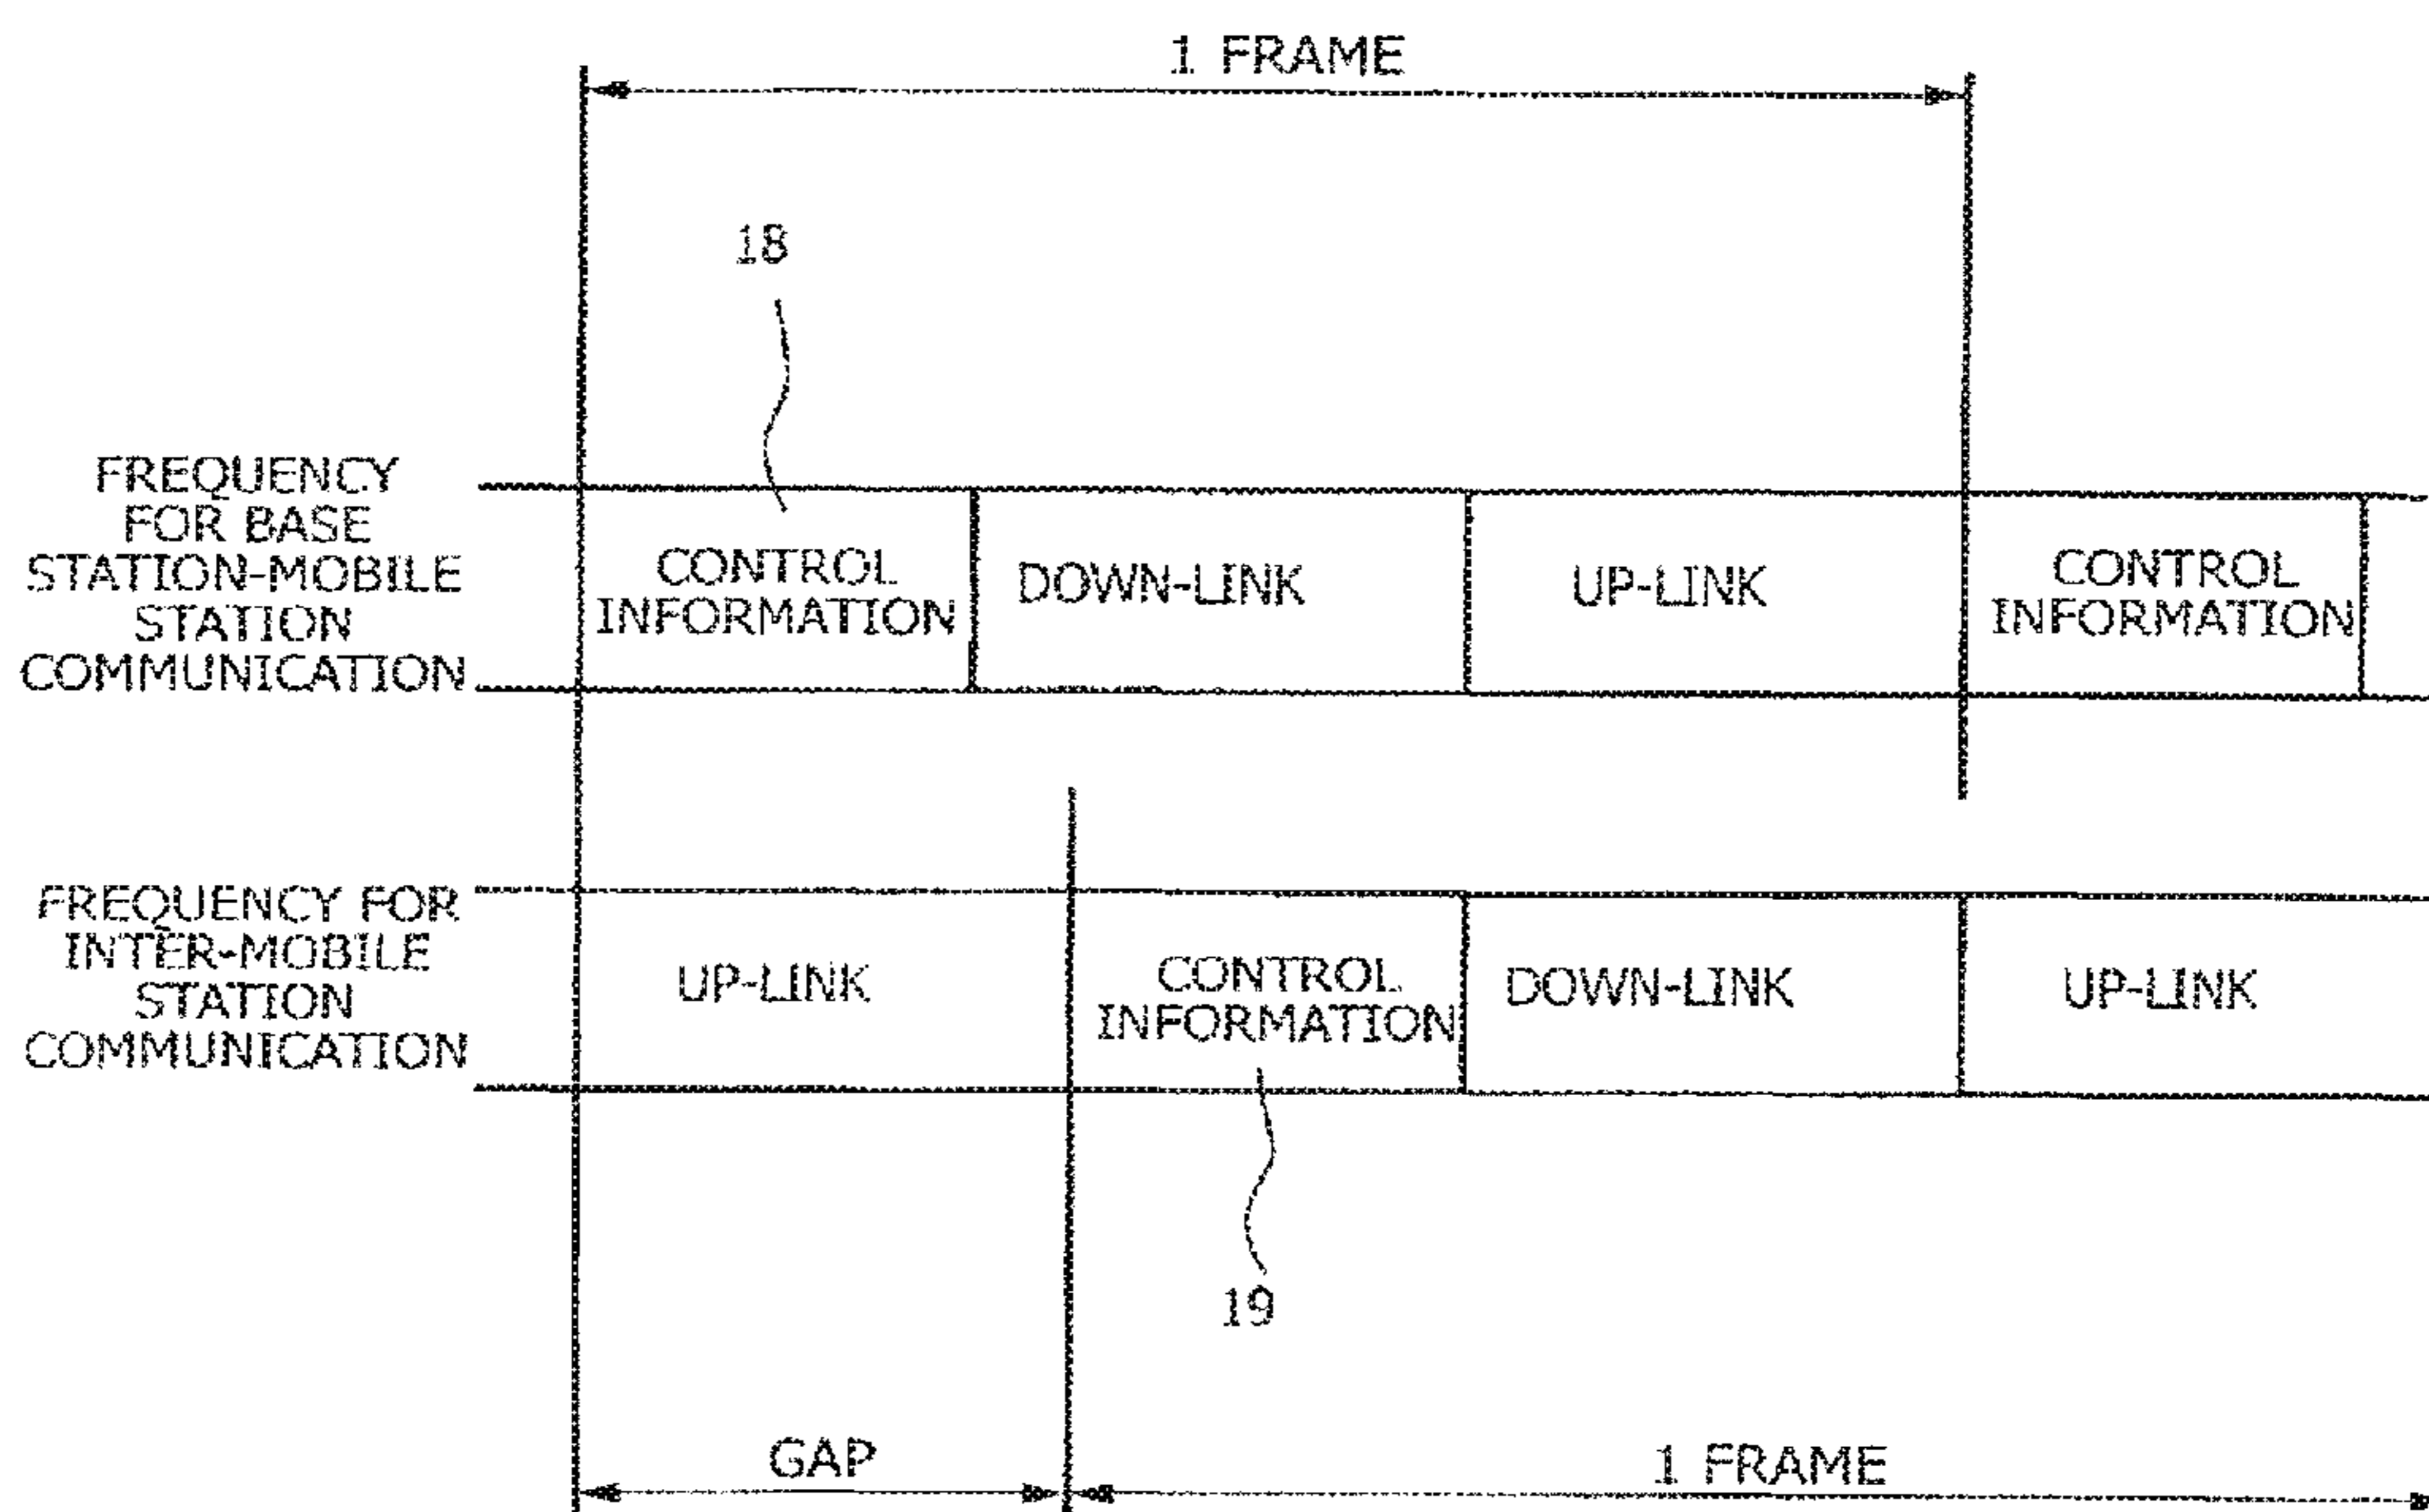 1 FRAME
18
FREQUENCY
FOR BASE
STATION-MOBILE
STATION
COMMUNICATION
CONTROL
INFORMATION
DOWN-LINK
UP-LINK
CONTROL
INFORMATION
FREQUENCY FOR
INTER-MOBILE
STATION
COMMUNICATION
UP-LINK
CONTROL
INFORMATION
DOWN-LINK
UP-LINK
19
GAP
1 FRAME